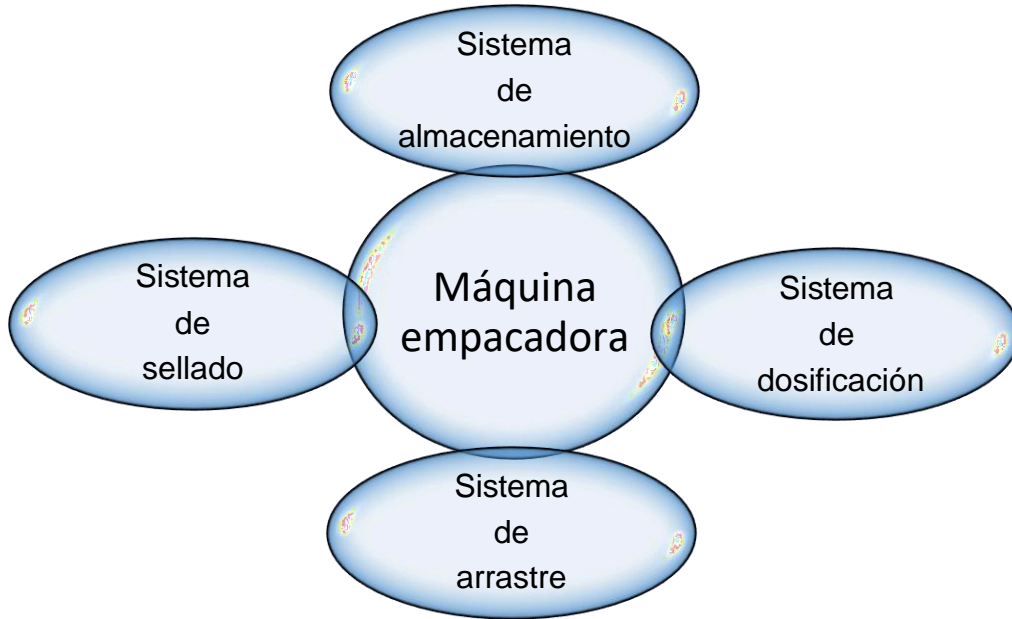 Sistema
de
almacenamiento
Sistema
de
sellado
Máquina
empacadora
Sistema
de
dosificación
Sistema
de
arrastre